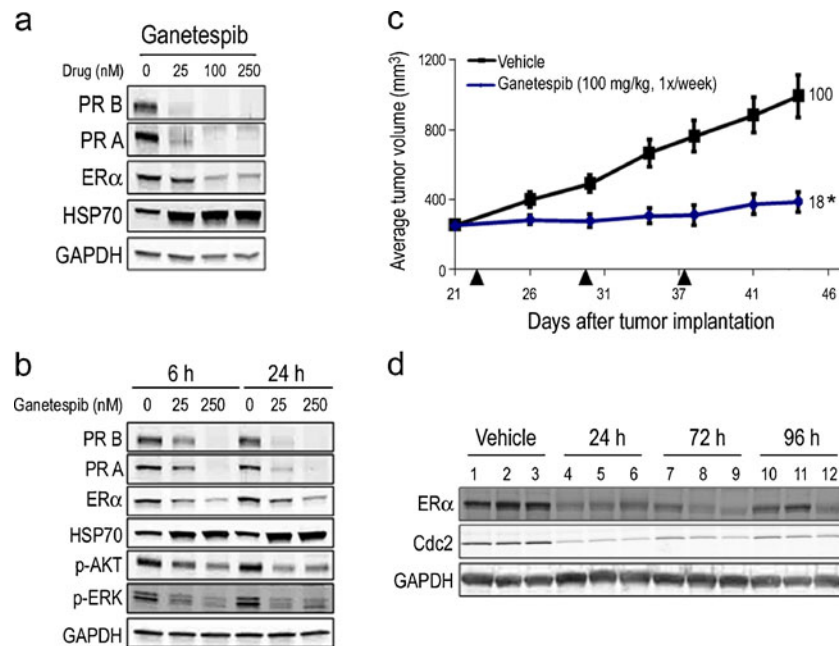 a
Ganetespib
Drug (nM) 0 25 100 250
PR B
PR A
ERα
HSP70
GAPDH
b
6 h 24 h
Ganetespib (nM) 0 25 250 0 25 250
PR B
PR A
ERα
HSP70
p-AKT
p-ERK
GAPDH
c
Average tumor volume (mm³)
1200
800
400
0
Vehicle
Ganetespib (100 mg/kg, 1x/week)
100
18*
21 26 31 37 41 46
Days after tumor implantation
d
Vehicle 24 h 72 h 96 h
1 2 3 4 5 6 7 8 9 10 11 12
ERα
Cdc2
GAPDH